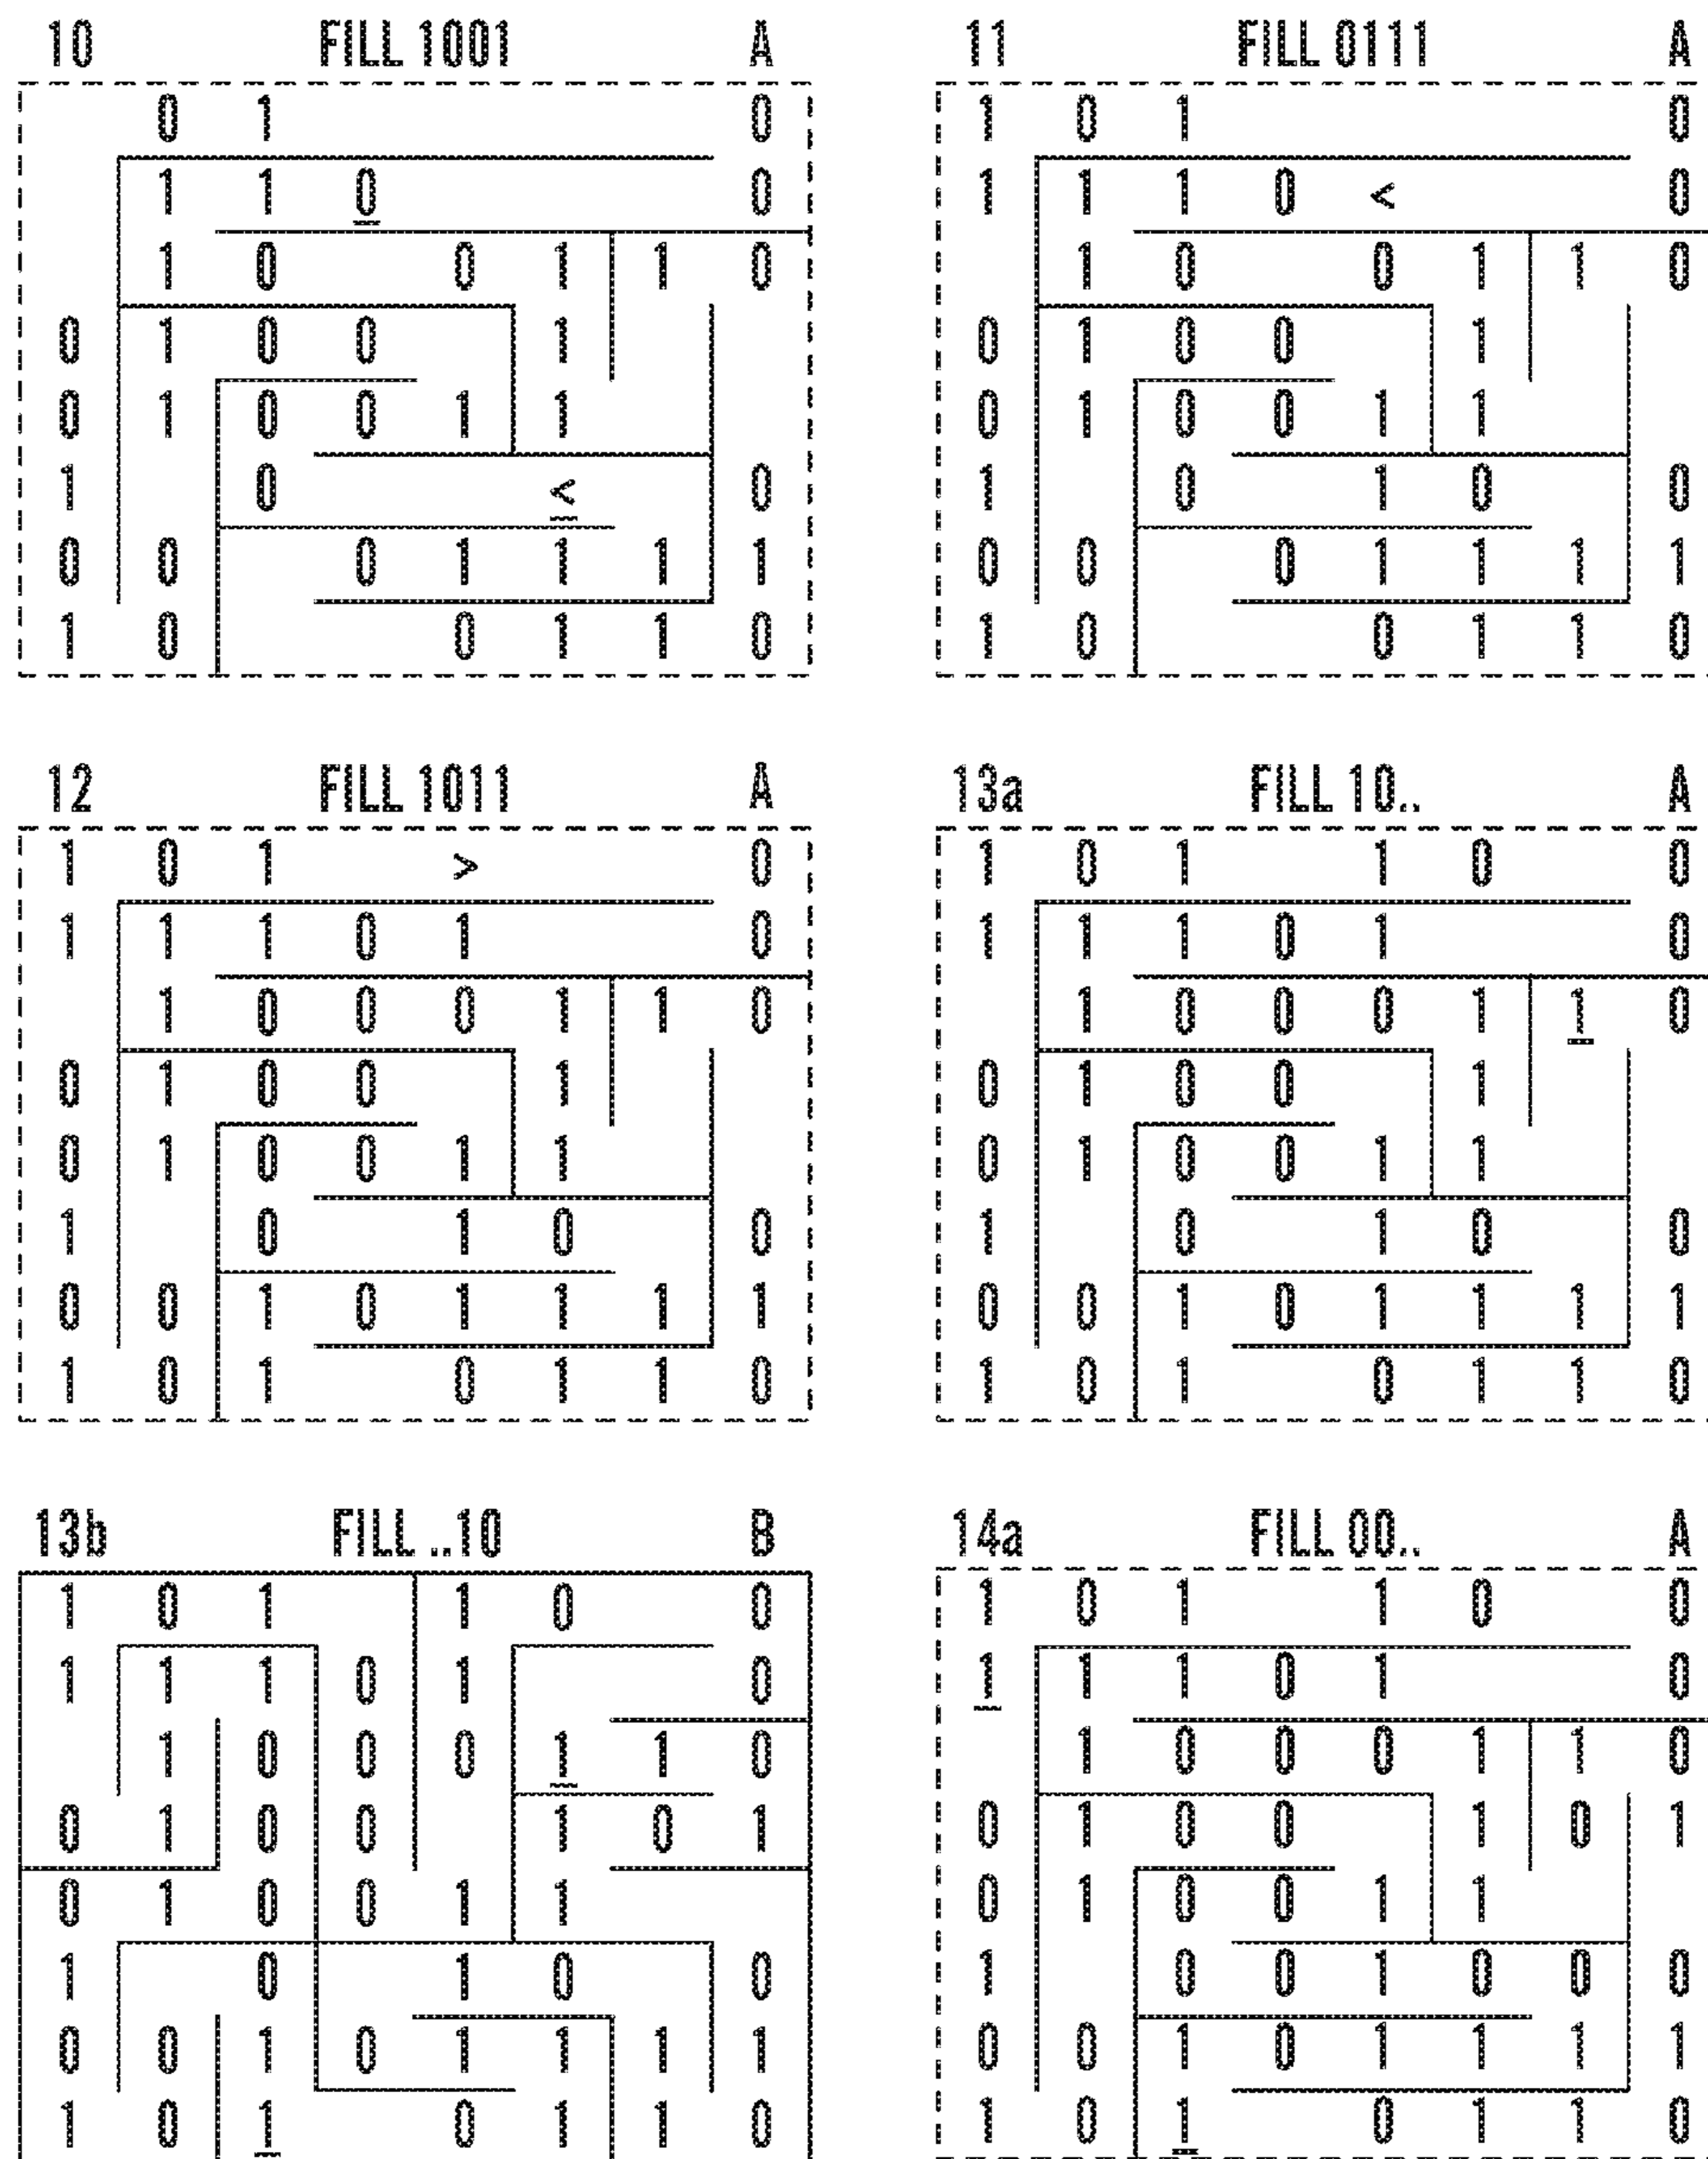 10 FILL 1001 A
0 1 0
1 1 0 0
1 0 0 1 1 0
0 1 0 0 1
0 1 0 0 1 1
1 0 < 0
0 0 0 1 1 1 1
1 0 0 1 1 0
11 FILL 0111 A
1 0 1 0
1 1 1 0 < 0
1 0 0 1 1 0
0 1 0 0 1
0 1 0 0 1 1
1 0 1 0 0
0 0 0 1 1 1 1
1 0 0 1 1 0
12 FILL 1011 A
1 0 1 > 0
1 1 1 0 1 0
1 0 0 0 1 1 0
0 1 0 0 1
0 1 0 0 1 1
1 0 1 0 0
0 0 1 0 1 1 1 1
1 0 1 0 1 1 0
13a FILL 10.. A
1 0 1 1 0 0
1 1 1 0 1 0
1 0 0 0 1 1 0
0 1 0 0 1
0 1 0 0 1 1
1 0 1 0 0
0 0 1 0 1 1 1 1
1 0 1 0 1 1 0
13b FILL ..10 B
1 0 1 1 0 0
1 1 1 0 1 0
1 0 0 0 1 1 0
0 1 0 0 1 0 1
0 1 0 0 1 1
1 0 1 0 0
0 0 1 0 1 1 1 1
1 0 1 0 1 1 0
14a FILL 00.. A
1 0 1 1 0 0
1 1 1 0 1 0
1 0 0 0 1 1 0
0 1 0 0 1 0 1
0 1 0 0 1 1
1 0 0 1 0 0 0
0 0 1 0 1 1 1 1
1 0 1 0 1 1 0